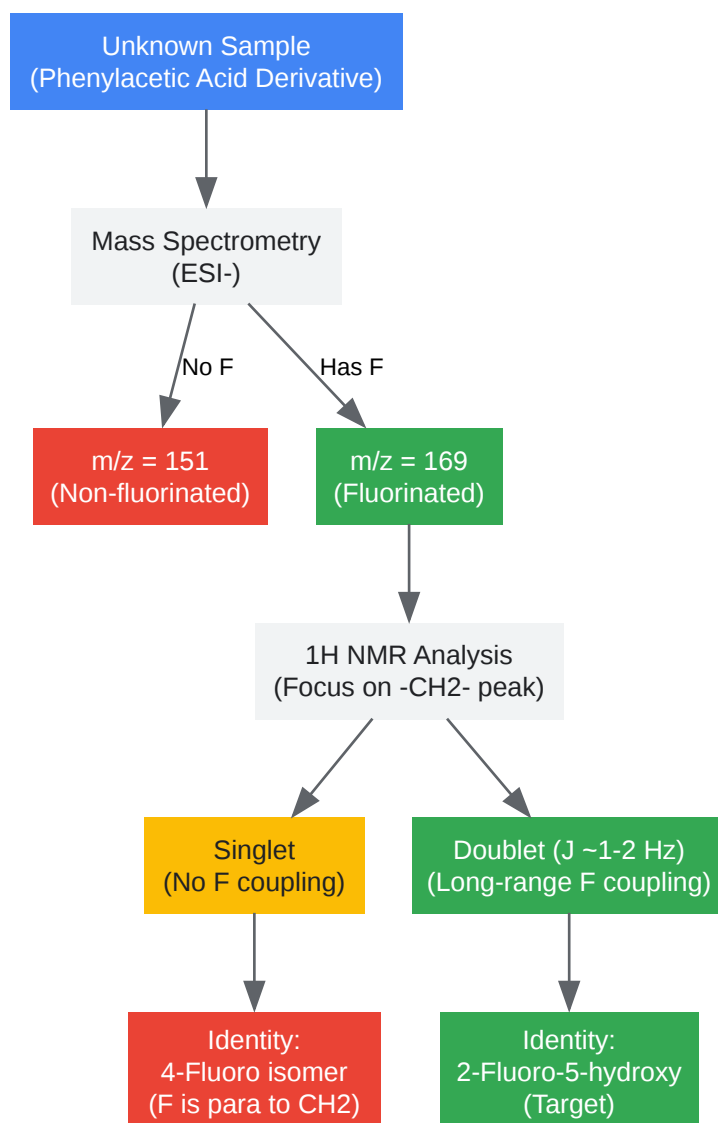 Unknown Sample
(Phenylacetic Acid Derivative)
Mass Spectrometry
(ESI-)
No F
Has F
m/z = 151
(Non-fluorinated)
m/z = 169
(Fluorinated)
1H NMR Analysis
(Focus on -CH2- peak)
Singlet
(No F coupling)
Doublet (J ~1-2 Hz)
(Long-range F coupling)
Identity:
4-Fluoro isomer
(F is para to CH2)
Identity:
2-Fluoro-5-hydroxy
(Target)